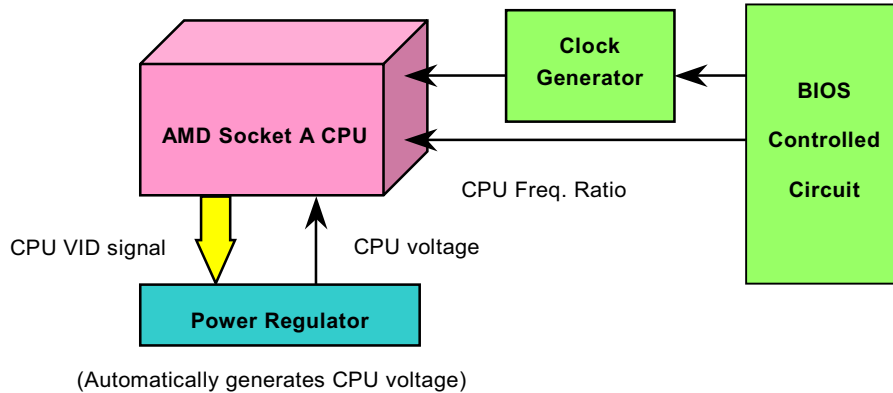 Clock
Generator
BIOS
Controlled
Circuit
AMD Socket A CPU
CPU Freq. Ratio
CPU VID signal
CPU voltage
Power Regulator
(Automatically generates CPU voltage)